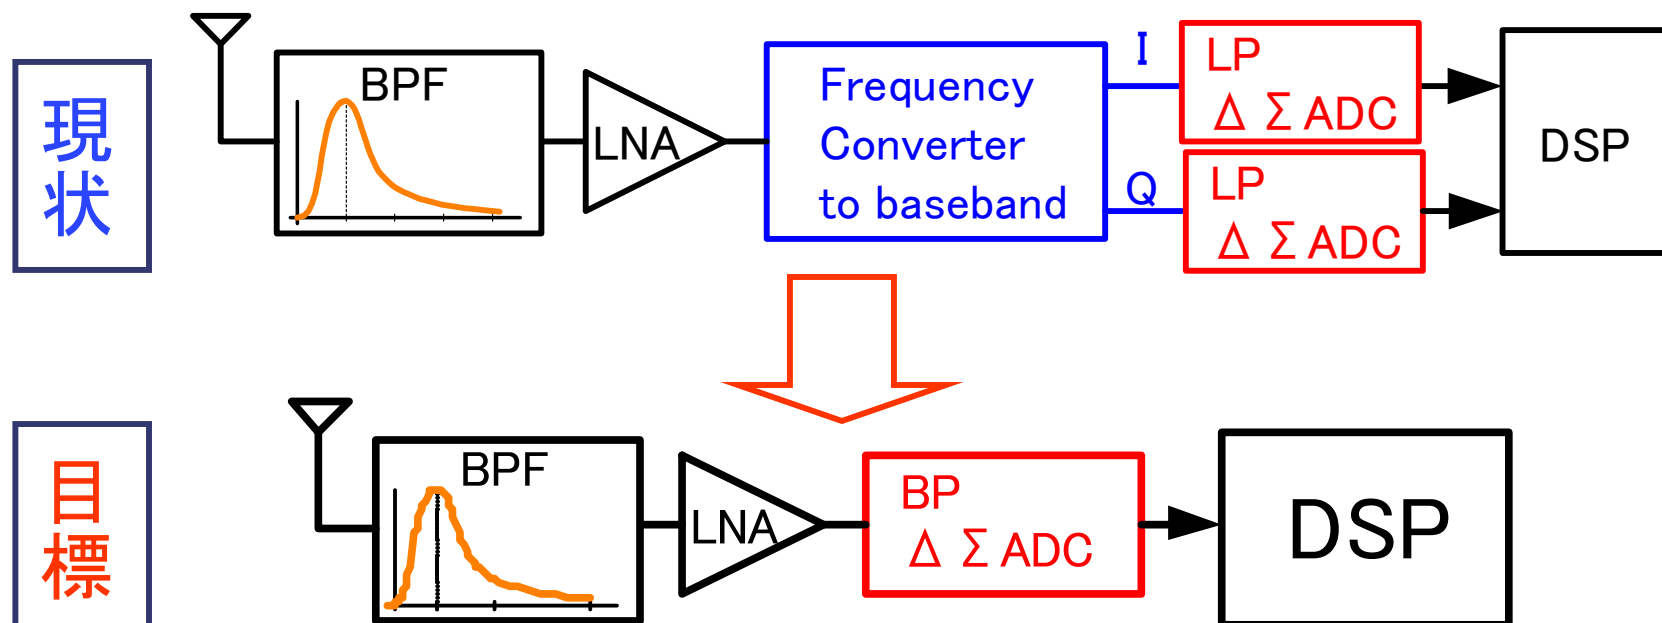 現状
BPF
LNA
Frequency
Converter
to baseband
I
Q
LP
Δ Σ ADC
LP
Δ Σ ADC
DSP
目標
BPF
LNA
BP
Δ Σ ADC
DSP